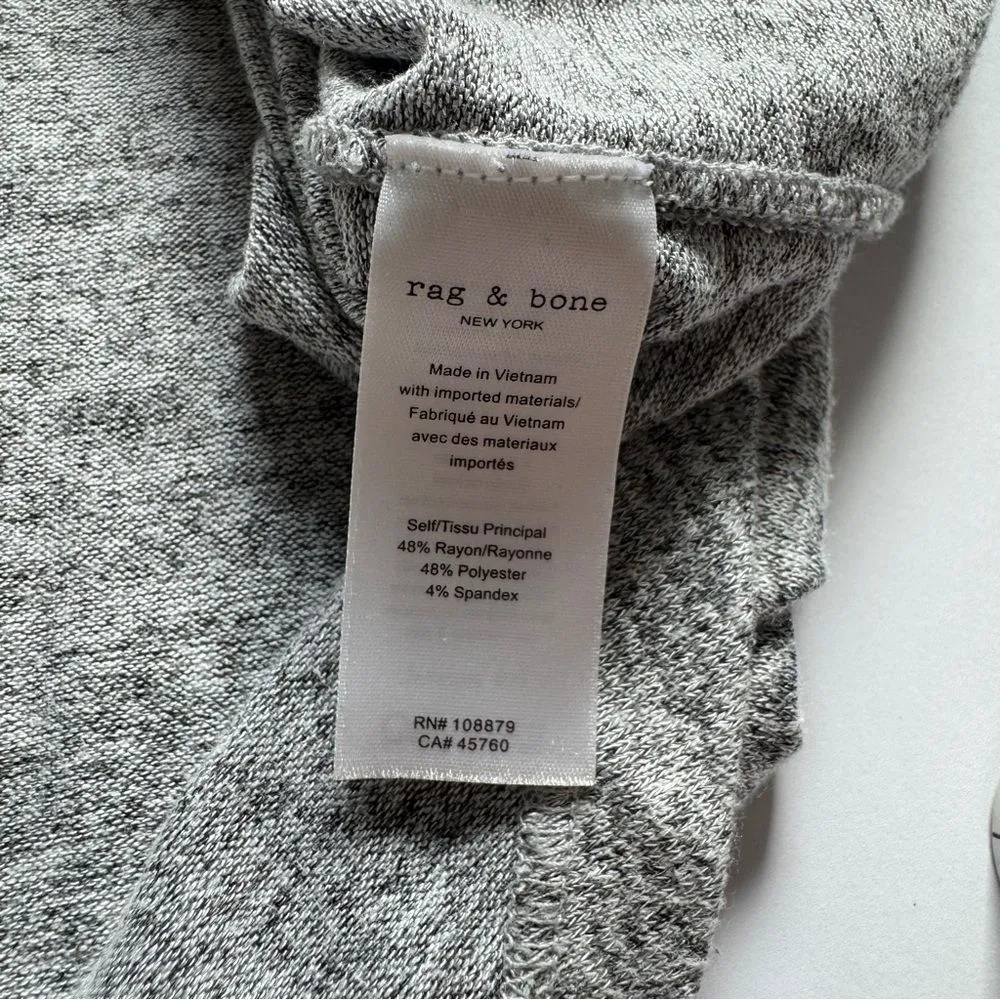 rag & bone
NEW YORK
Made in Vietnam
with imported materials/
Fabriqué au Vietnam
avec des materiaux
importés
Self/Tissu Principal
48% Rayon/Rayonne
48% Polyester
4% Spandex
RN# 108879
CA# 45760